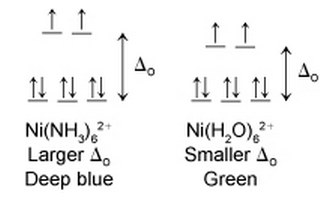 Δo
Δo
Ni(NH3)6 2+
Larger Δo
Deep blue
Ni(H2O)6 2+
Smaller Δo
Green